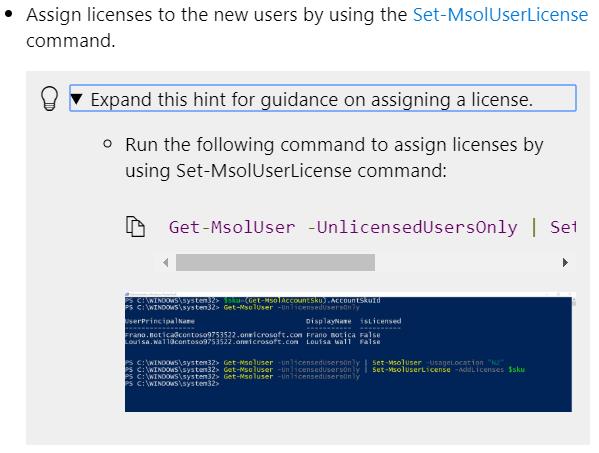 Assign licenses to the new users by using the Set-MsolUserLicense
command.
Expand this hint for guidance on assigning a license.
Run the following command to assign licenses by
using Set-MsolUserLicense command:
Get-MsolUser -UnlicensedUsersOnly | Set
PS C:\WINDOWS\system32> $sku=(Get-MsolAccountSku).AccountSkuId
PS C:\WINDOWS\system32> Get-MsolUser -UnlicensedUsersOnly
UserPrincipalName DisplayName isLicensed
Frano.Botica@contoso9753522.onmicrosoft.com Frano Botica False
Louisa.Wall@contoso9753522.onmicrosoft.com Louisa Wall False
PS C:\WINDOWS\system32> Get-MsolUser -UnlicensedUsersOnly | Set-MsolUser -UsageLocation "NZ"
PS C:\WINDOWS\system32> Get-MsolUser -UnlicensedUsersOnly | Set-MsolUserLicense -AddLicenses $sku
PS C:\WINDOWS\system32> Get-MsolUser -UnlicensedUsersOnly
PS C:\WINDOWS\system32>